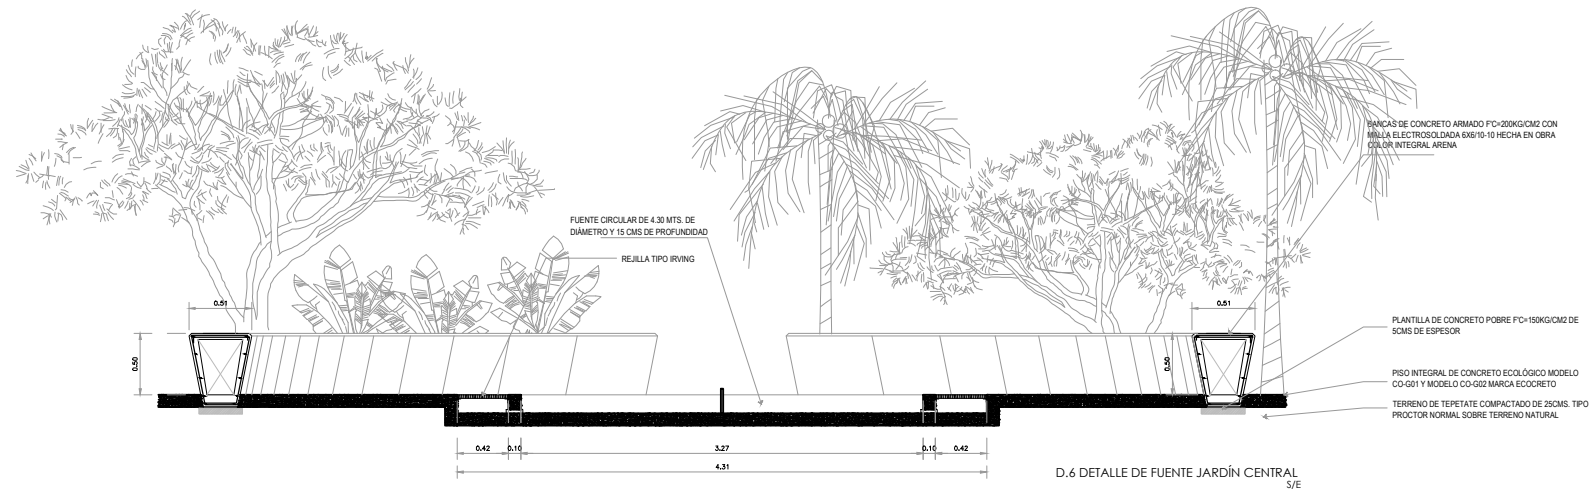 BANCAS DE CONCRETO ARMADO F'C=200KG/CM2 CON
MALLA ELECTROSOLDADA 6X6/10-10 HECHA EN OBRA
COLOR INTEGRAL ARENA
FUENTE CIRCULAR DE 4.30 MTS. DE
DIÁMETRO Y 15 CMS DE PROFUNDIDAD
REJILLA TIPO IRVING
0.51
0.51
PLANTILLA DE CONCRETO POBRE F'C=150KG/CM2 DE
5CMS DE ESPESOR
0.50
0.50
PISO INTEGRAL DE CONCRETO ECOLÓGICO MODELO
CO-G01 Y MODELO CO-G02 MARCA ECOCRETO
TERRENO DE TEPETATE COMPACTADO DE 25CMS. TIPO
PROCTOR NORMAL SOBRE TERRENO NATURAL
0.42 0.10 3.27 0.10 0.42
4.31
D.6 DETALLE DE FUENTE JARDÍN CENTRAL
S/E